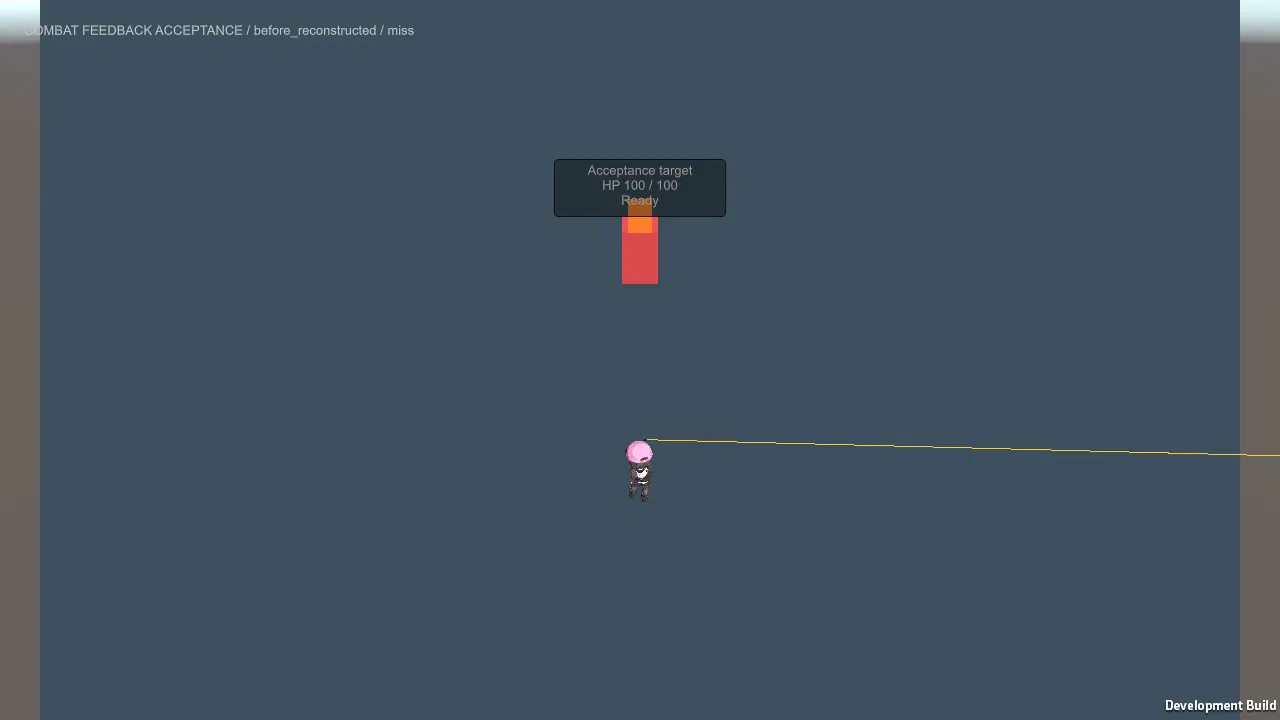 COMBAT FEEDBACK ACCEPTANCE / before_reconstructed / miss
Acceptance target
HP 100 / 100
Ready
Development Build